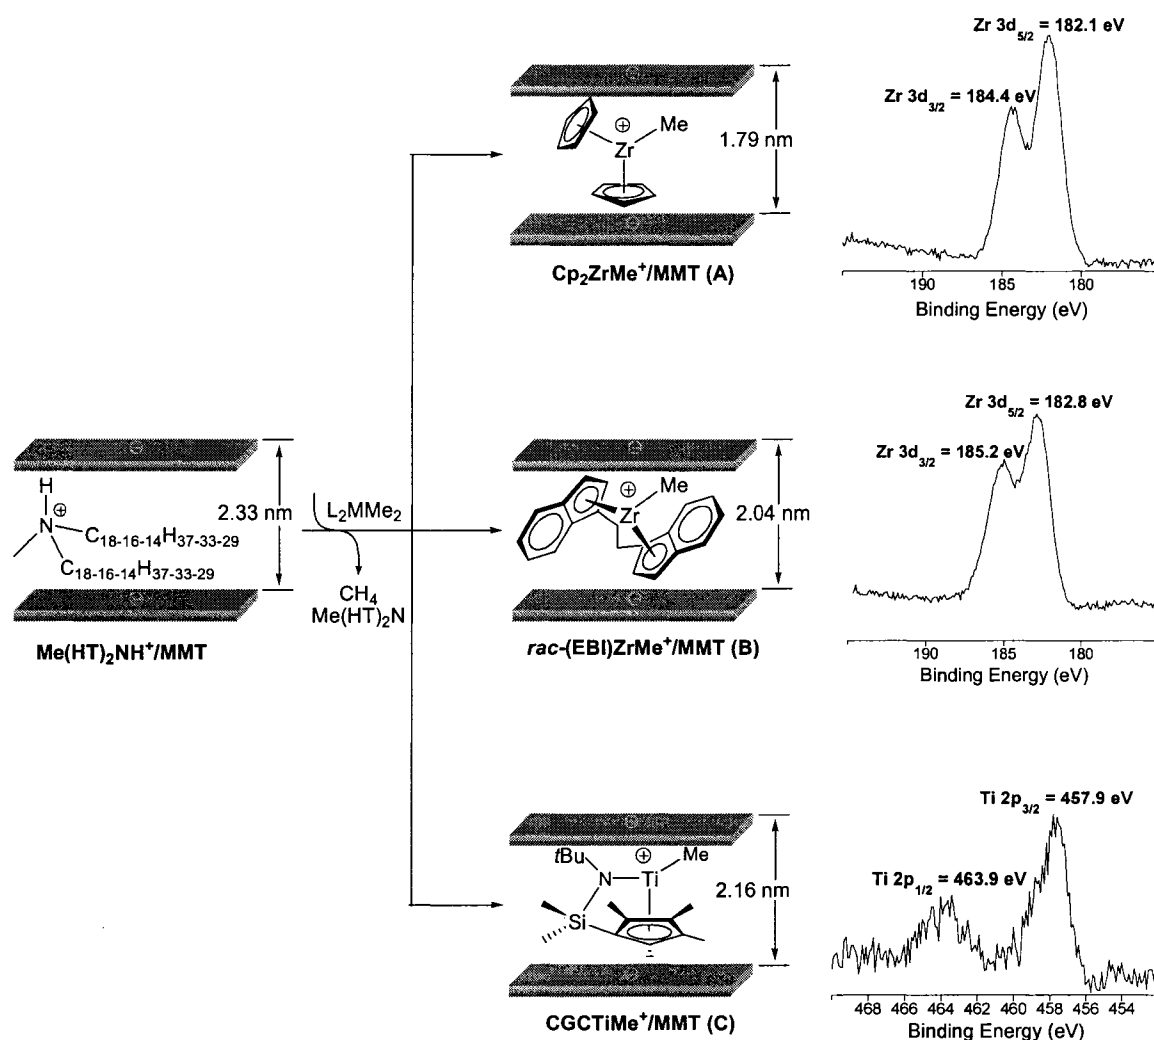 Zr 3d5/2 = 182.1 eV
Zr 3d3/2 = 184.4 eV
⊕
Me
Zr
1.79 nm
Cp2ZrMe+/MMT (A)
190
185
180
Binding Energy (eV)
Zr 3d5/2 = 182.8 eV
Zr 3d3/2 = 185.2 eV
H
⊕
N
C18-16-14H37-33-29
C18-16-14H37-33-29
2.33 nm
Me(HT)2NH+/MMT
L2MMe2
CH4
Me(HT)2N
⊕
Me
Zr
2.04 nm
rac-(EBI)ZrMe+/MMT (B)
190
185
180
Binding Energy (eV)
Ti 2p3/2 = 457.9 eV
Ti 2p1/2 = 463.9 eV
tBu
⊕
Me
N
Ti
Si
2.16 nm
CGCTiMe+/MMT (C)
468 466 464 462 460 458 456 454
Binding Energy (eV)